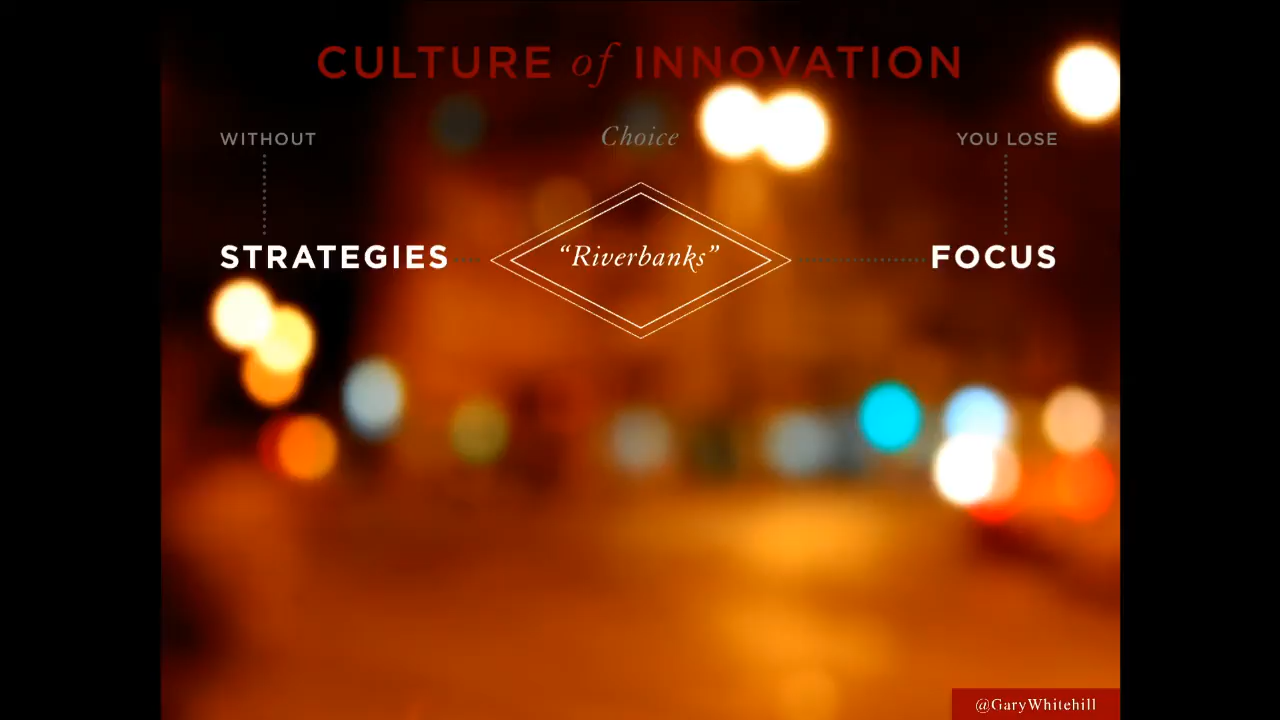 CULTURE of INNOVATION
WITHOUT Choice YOU LOSE
STRATEGIES “Riverbanks” FOCUS
@GaryWhitehill